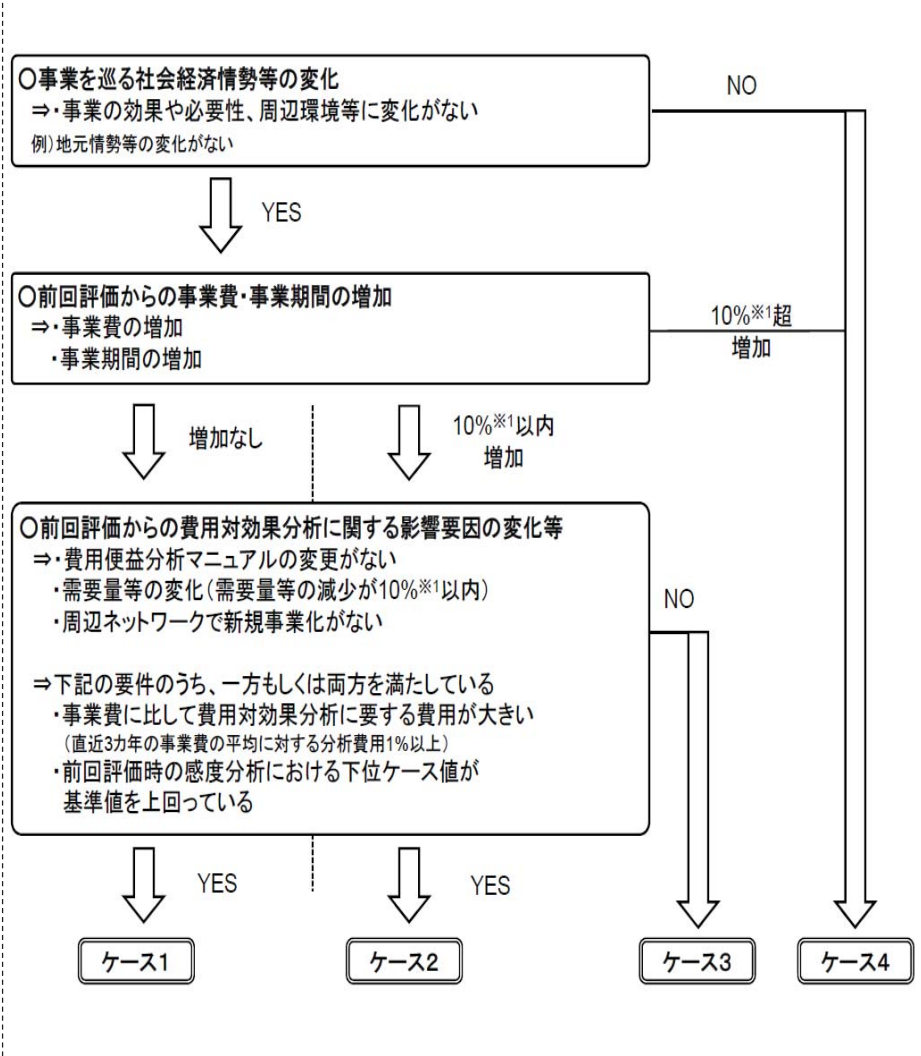 〇事業を巡る社会経済情勢等の変化
⇒・事業の効果や必要性、周辺環境等に変化がない
例)地元情勢等の変化がない
NO
YES
〇前回評価からの事業費・事業期間の増加
⇒・事業費の増加
・事業期間の増加
10%※1超
増加
増加なし
10%※1以内
増加
〇前回評価からの費用対効果分析に関する影響要因の変化等
⇒・費用便益分析マニュアルの変更がない
・需要量等の変化(需要量等の減少が10%※1以内)
・周辺ネットワークで新規事業化がない
NO
⇒下記の要件のうち、一方もしくは両方を満たしている
・事業費に比して費用対効果分析に要する費用が大きい
(直近3カ年の事業費の平均に対する分析費用1%以上)
・前回評価時の感度分析における下位ケース値が
基準値を上回っている
YES
YES
ケース1
ケース2
ケース3
ケース4